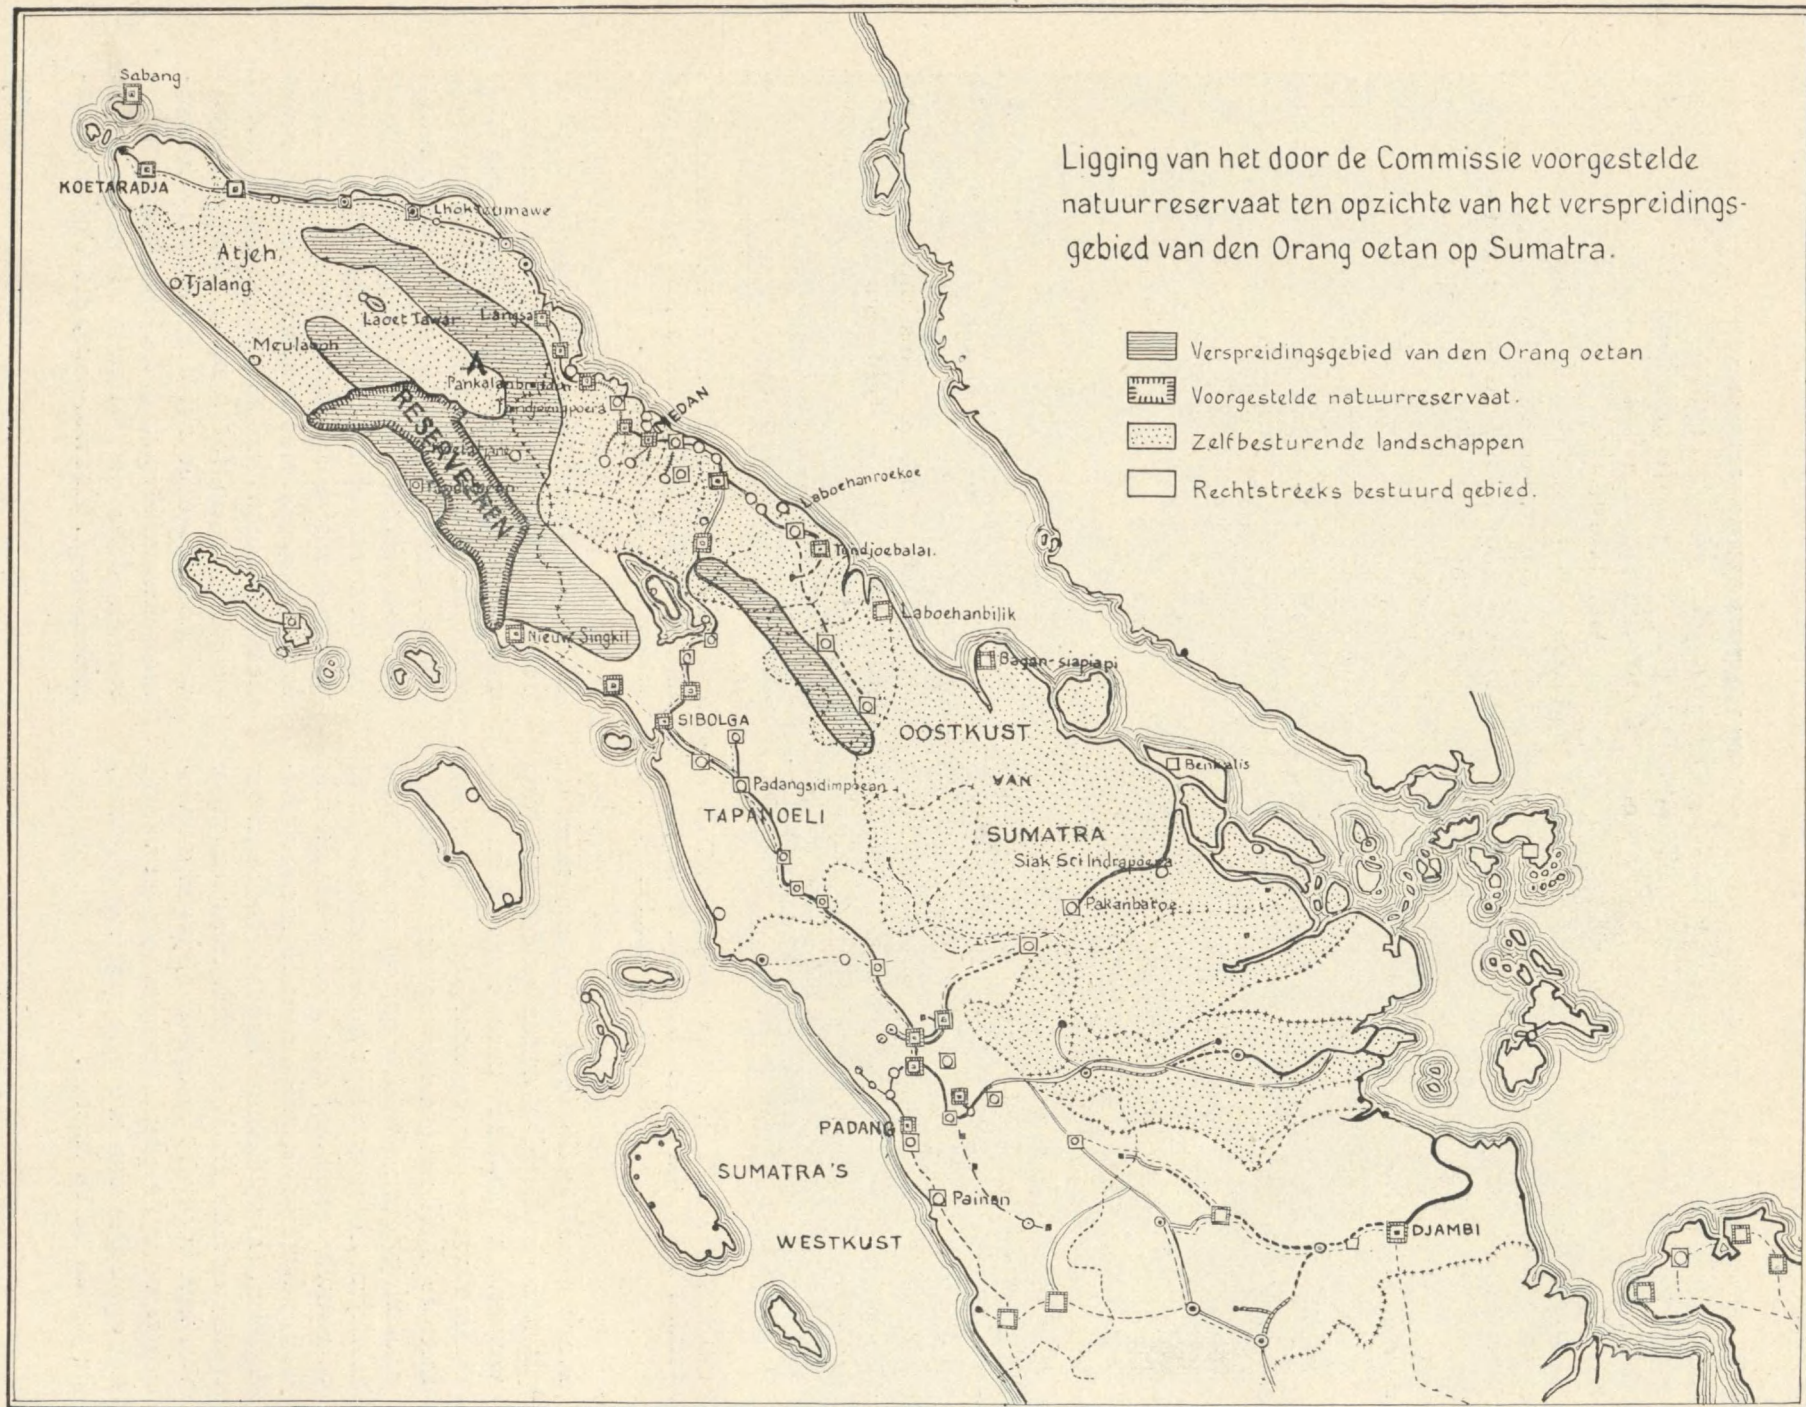 Ligging van het door de Commissie voorgestelde
natuurreservaat ten opzichte van het verspreidings-
gebied van den Orang oetan op Sumatra.
Verspreidingsgebied van den Orang oetan
Voorgestelde natuurreservaat.
Zelfbesturende landschappen
Rechtstreeks bestuurd gebied.
Sabang
KOETARADJA
Atjeh
Tjalang
Laoet Tawar
Langsa
Meulaboh
A
MEDAN
RESERVEEREN
Laboehanroekoe
Tandjoebalai.
Laboehanbilik
Nieuw Singkil
Bagan-siapiapi
SIBOLGA
OOSTKUST
VAN
SUMATRA
Benkalis
Padangsidimpoean
TAPANOELI
Siak Sri Indrapoera
Pakanbaroe
PADANG
SUMATRA'S
WESTKUST
Painan
DJAMBI